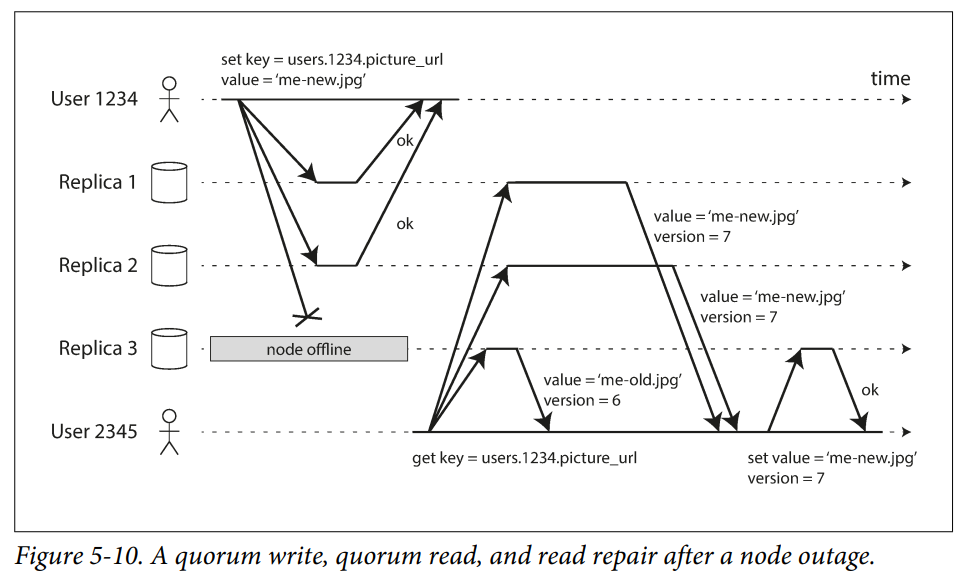 set key = users.1234.picture_url
value = ‘me-new.jpg’
time
User 1234
ok
Replica 1
value = ‘me-new.jpg’
version = 7
ok
Replica 2
value = ‘me-new.jpg’
version = 7
Replica 3
node offline
value = ‘me-old.jpg’
version = 6
ok
User 2345
get key = users.1234.picture_url
set value = ‘me-new.jpg’
version = 7
Figure 5-10. A quorum write, quorum read, and read repair after a node outage.